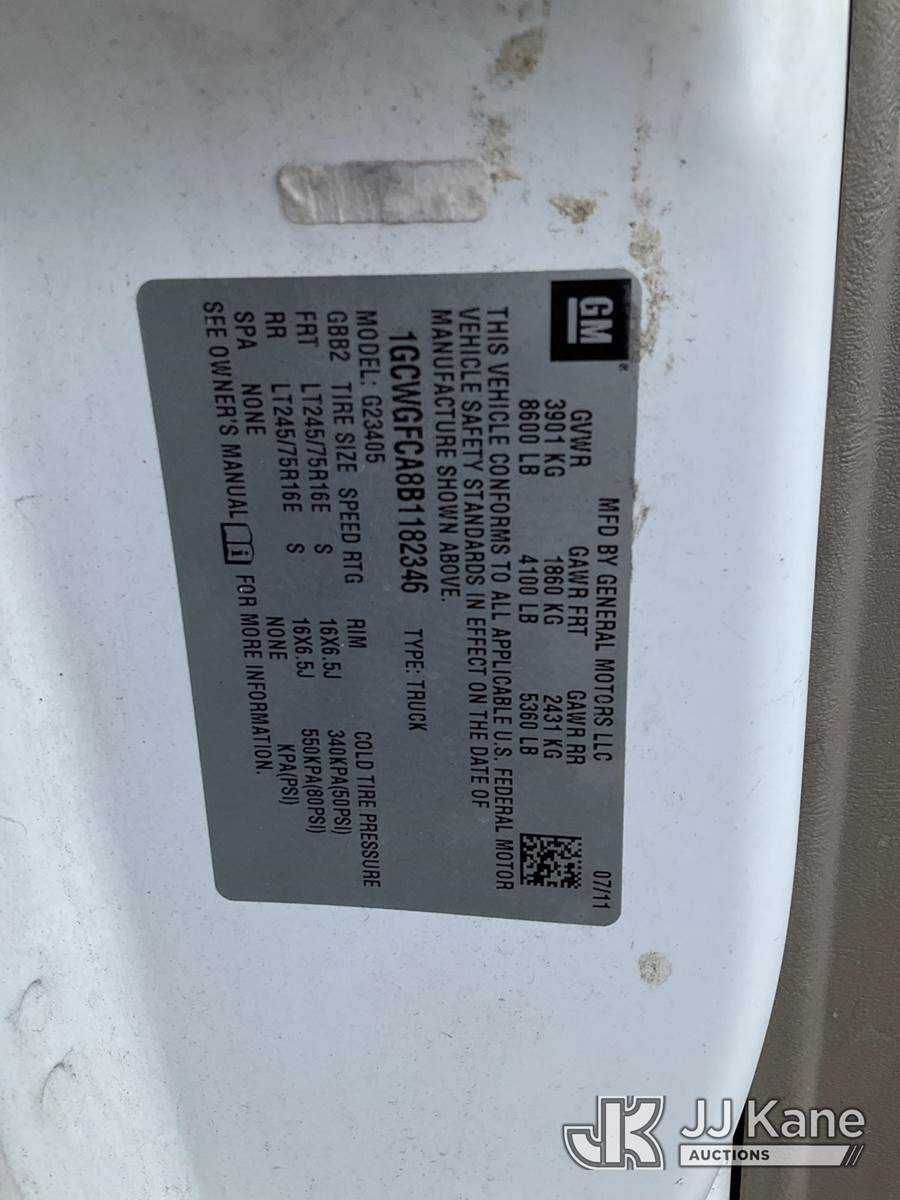 GM®
MFD BY GENERAL MOTORS LLC 07/11
GVWR GAWR FRT GAWR RR
3901 KG 1860 KG 2431 KG
8600 LB 4100 LB 5360 LB
THIS VEHICLE CONFORMS TO ALL APPLICABLE U.S. FEDERAL MOTOR
VEHICLE SAFETY STANDARDS IN EFFECT ON THE DATE OF
MANUFACTURE SHOWN ABOVE.
1GCWGFCA8B1182346 TYPE: TRUCK
MODEL: G23405 COLD TIRE PRESSURE
GBB2 TIRE SIZE SPEED RTG RIM
FRT LT245/75R16E S 16X6.5J 340KPA(50PSI)
RR LT245/75R16E S 16X6.5J 550KPA(80PSI)
SPA NONE NONE KPA(PSI)
SEE OWNER'S MANUAL FOR MORE INFORMATION.
JK JJ Kane
AUCTIONS